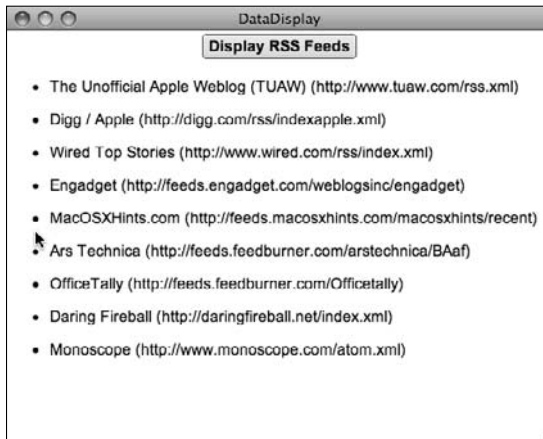 DataDisplay
Display RSS Feeds
• The Unofficial Apple Weblog (TUAW) (http://www.tuaw.com/rss.xml)
• Digg / Apple (http://digg.com/rss/indexapple.xml)
• Wired Top Stories (http://www.wired.com/rss/index.xml)
• Engadget (http://feeds.engadget.com/weblogsinc/engadget)
• MacOSXHints.com (http://feeds.macosxhints.com/macosxhints/recent)
• Ars Technica (http://feeds.feedburner.com/arstechnica/BAaf)
• OfficeTally (http://feeds.feedburner.com/Officetally)
• Daring Fireball (http://daringfireball.net/index.xml)
• Monoscope (http://www.monoscope.com/atom.xml)